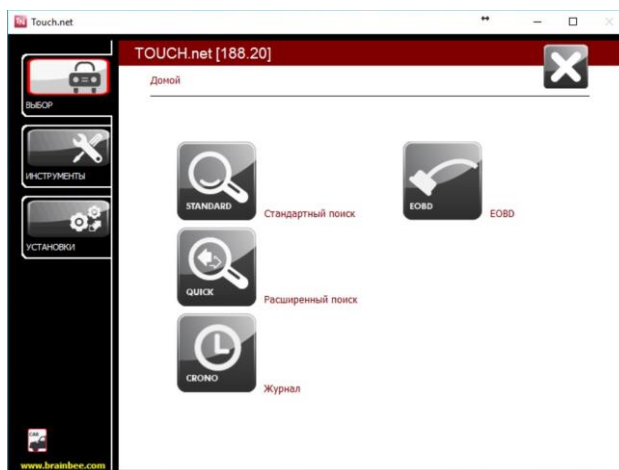 Touch.net
TOUCH.net [188.20]
Домой
ВЫБОР
ИНСТРУМЕНТЫ
УСТАНОВКИ
STANDARD
Стандартный поиск
EOBD
EOBD
QUICK
Расширенный поиск
CRONO
Журнал
CAR
www.brainbee.com